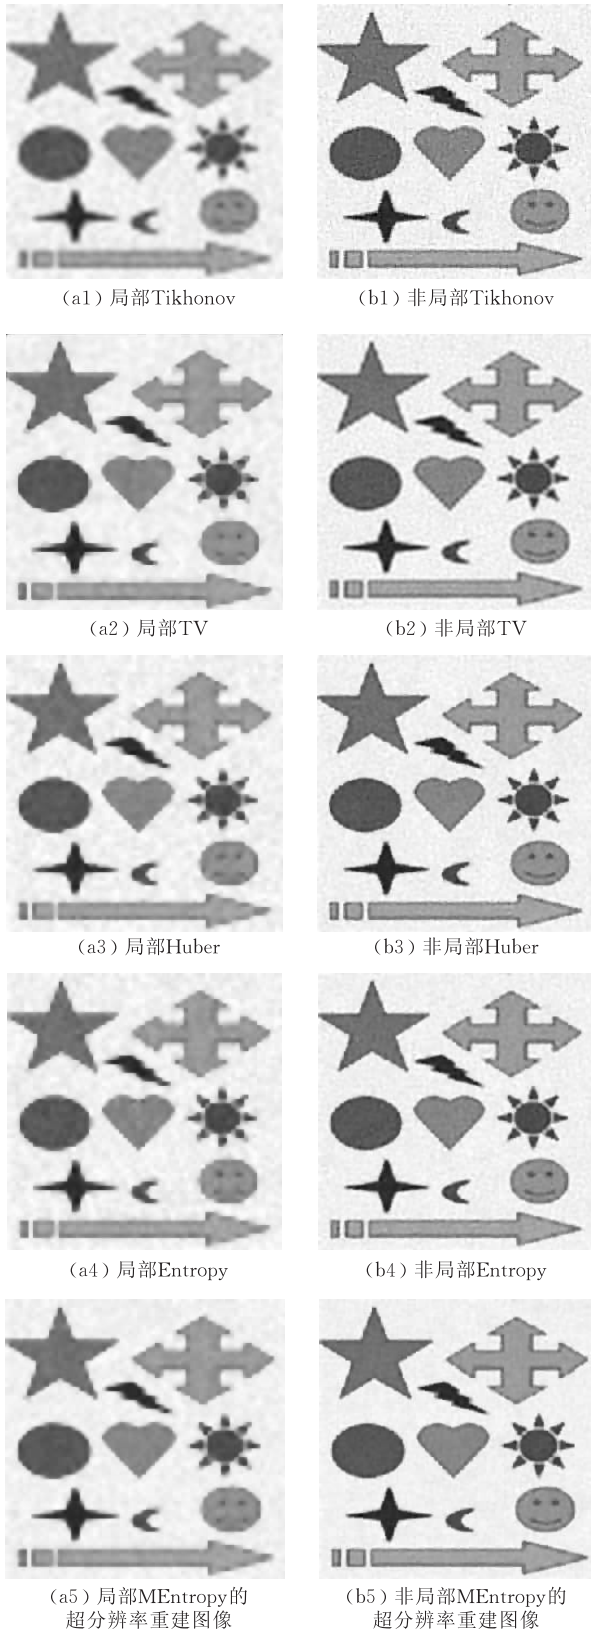 (a1)局部Tikhonov
(b1)非局部Tikhonov
(a2)局部TV
(b2)非局部TV
(a3)局部Huber
(b3)非局部Huber
(a4)局部Entropy
(b4)非局部Entropy
(a5)局部MEntropy的
超分辨率重建图像
(b5)非局部MEntropy的
超分辨率重建图像